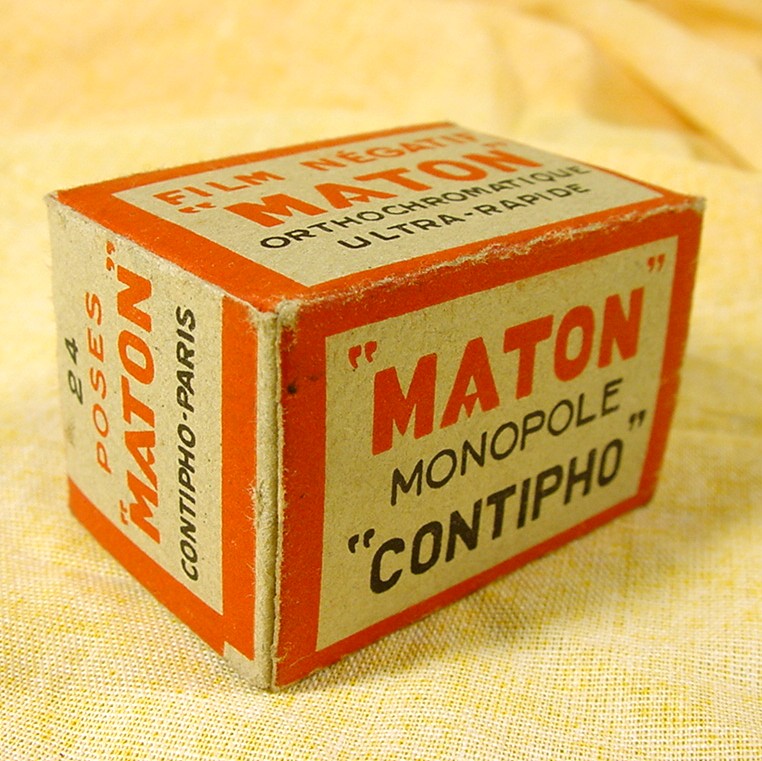 FILM NÉGATIF
"MATON"
ORTHOCHROMATIQUE
ULTRA-RAPIDE
24
POSES
"MATON"
CONTIPHO-PARIS
"MATON"
MONOPOLE
"CONTIPHO"